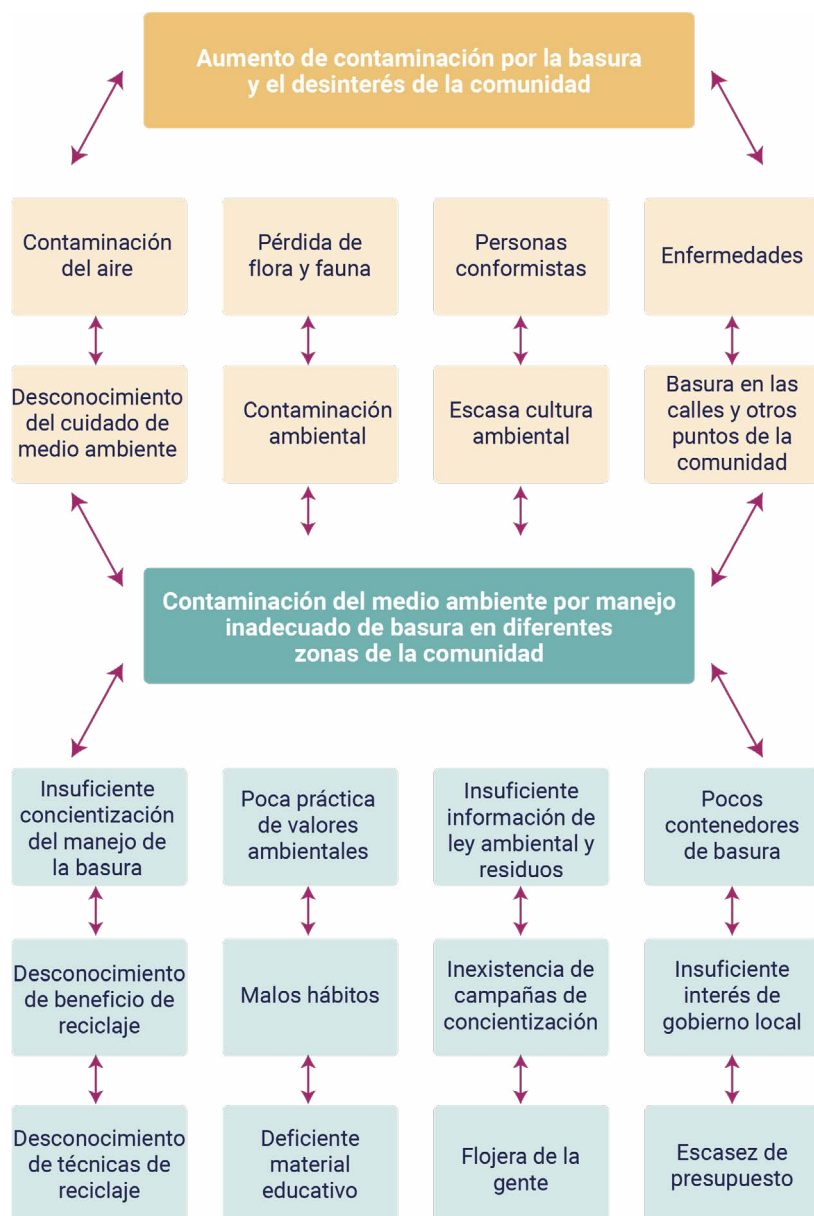 Aumento de contaminación por la basura
y el desinterés de la comunidad
Contaminación
del aire
Pérdida de
flora y fauna
Personas
conformistas
Enfermedades
Desconocimiento
del cuidado de
medio ambiente
Contaminación
ambiental
Escasa cultura
ambiental
Basura en las
calles y otros
puntos de la
comunidad
Contaminación del medio ambiente por manejo
inadecuado de basura en diferentes
zonas de la comunidad
Insuficiente
concientización
del manejo de
la basura
Poca práctica
de valores
ambientales
Insuficiente
información de
ley ambiental y
residuos
Pocos
contenedores
de basura
Desconocimiento
de beneficio de
reciclaje
Malos hábitos
Inexistencia de
campañas de
concientización
Insuficiente
interés de
gobierno local
Desconocimiento
de técnicas de
reciclaje
Deficiente
material
educativo
Flojera de la
gente
Escasez de
presupuesto